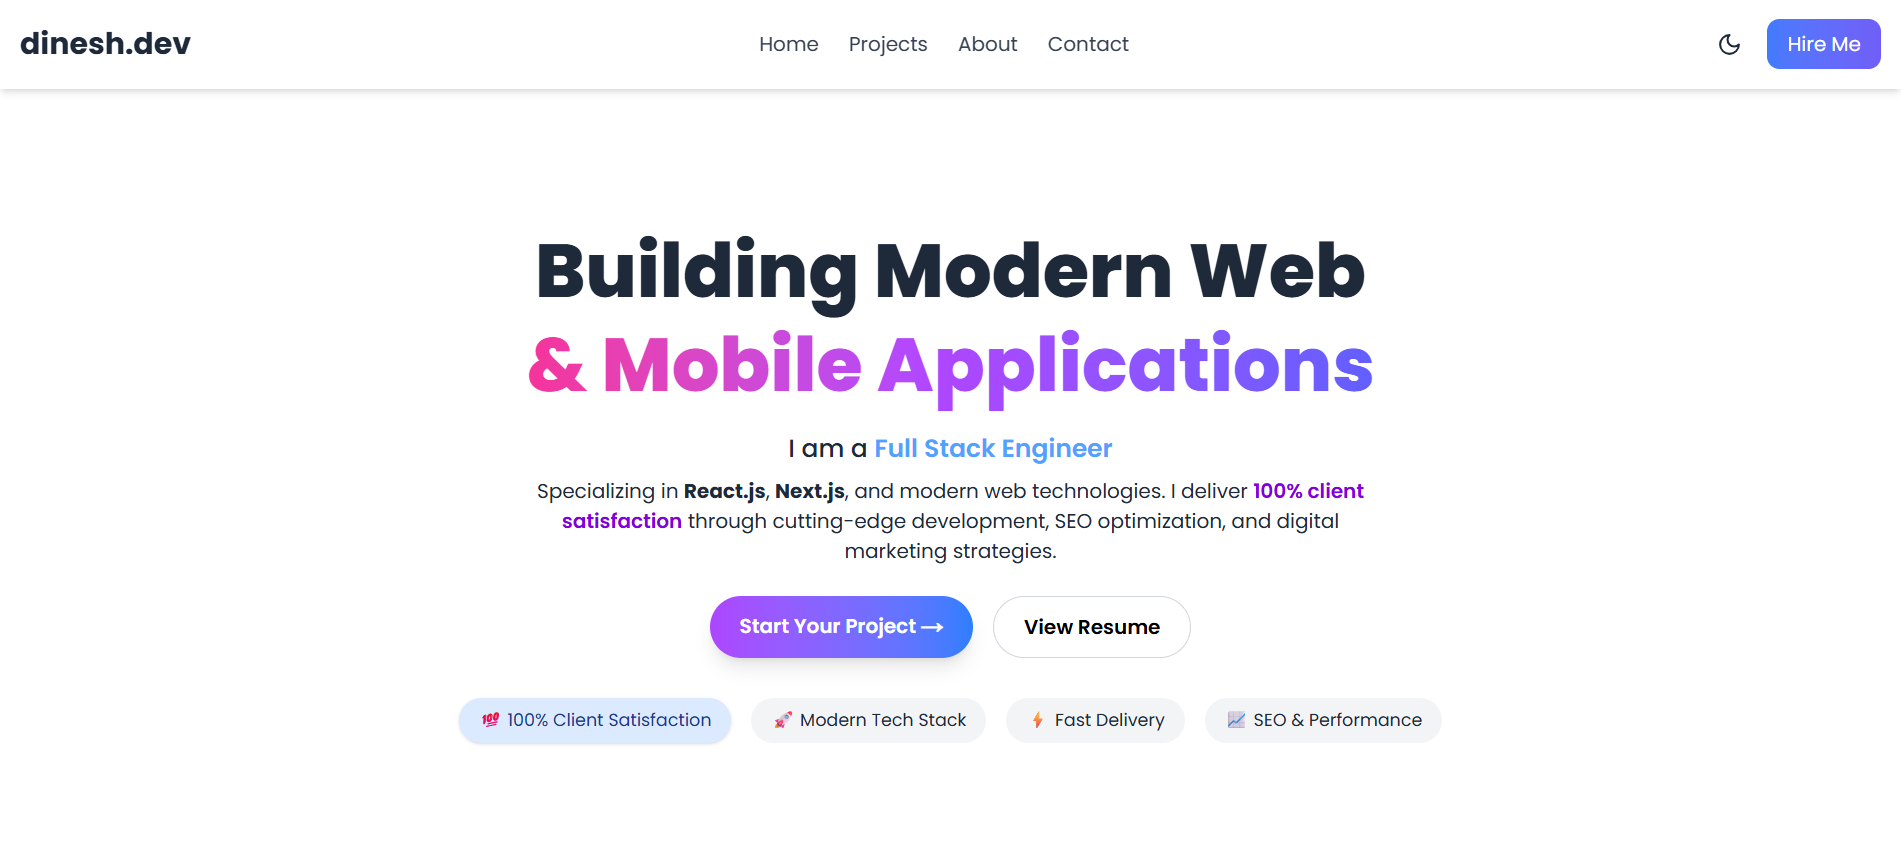 dinesh.dev
Home Projects About Contact
Hire Me
Building Modern Web
& Mobile Applications
I am a Full Stack Engineer
Specializing in React.js, Next.js, and modern web technologies. I deliver 100% client
satisfaction through cutting-edge development, SEO optimization, and digital
marketing strategies.
Start Your Project →
View Resume
💯 100% Client Satisfaction
🚀 Modern Tech Stack
⚡ Fast Delivery
📈 SEO & Performance